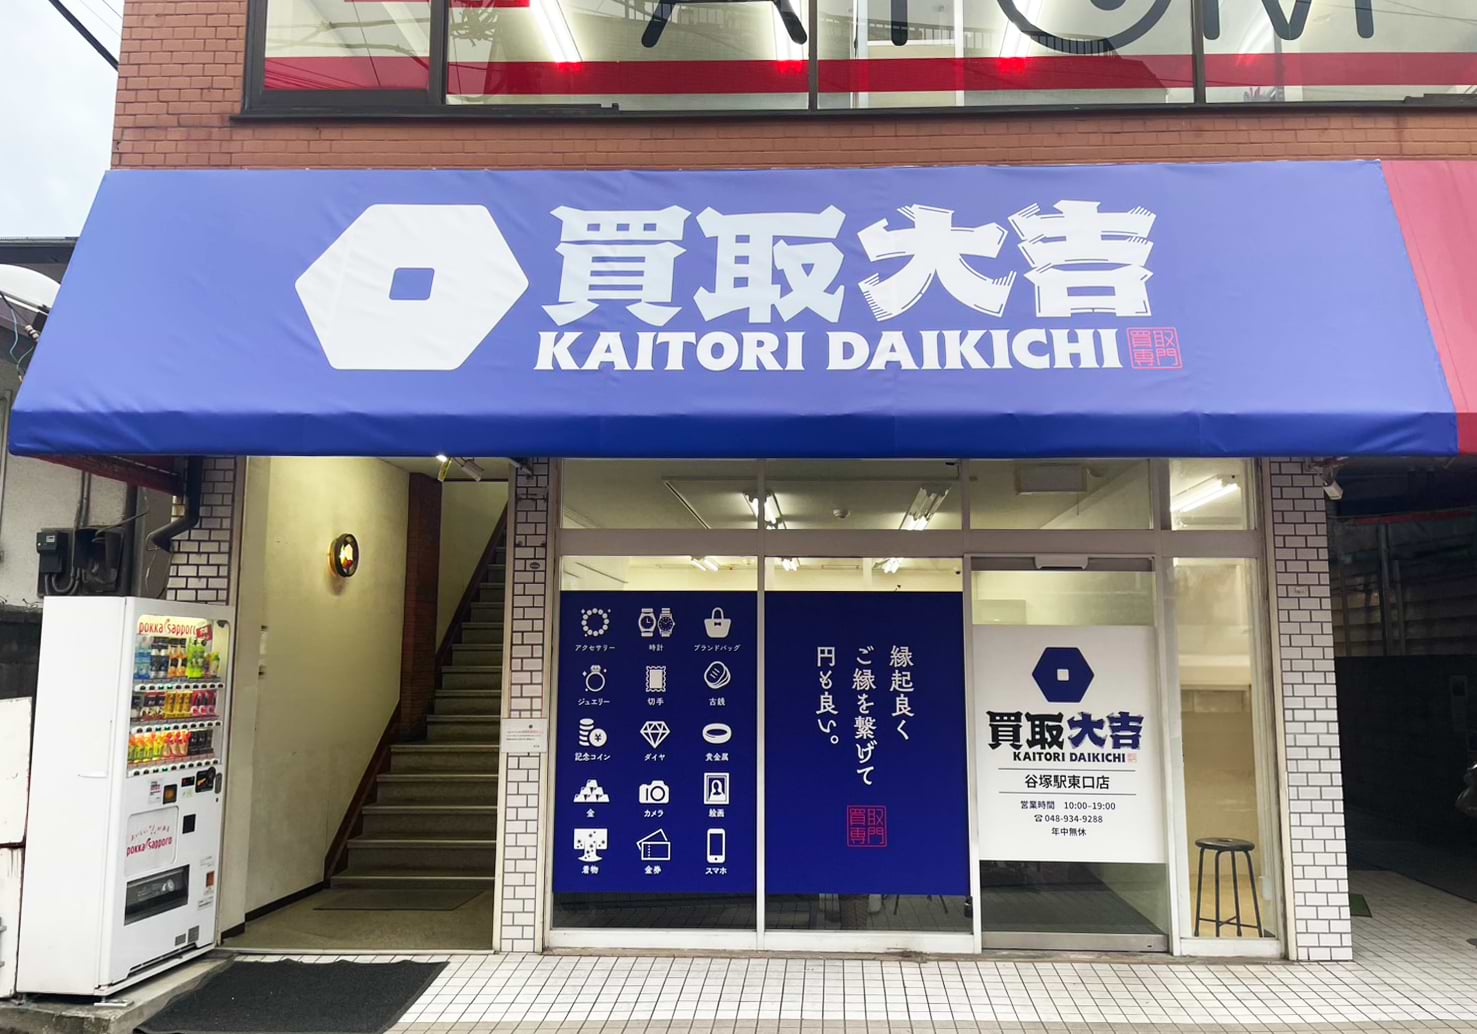 ATOM
買取大吉
KAITORI DAIKICHI
買取
専門
pokka sapporo
アクセサリー
時計
ブランドバッグ
ジュエリー
切手
古銭
記念コイン
ダイヤ
貴金属
金
カメラ
絵画
着物
金券
スマホ
縁起良く
ご縁を繋げて
円も良い。
買取
専門
買取大吉
KAITORI DAIKICHI
谷塚駅東口店
営業時間 10:00-19:00
☎048-934-9288
年中無休
pokka sapporo